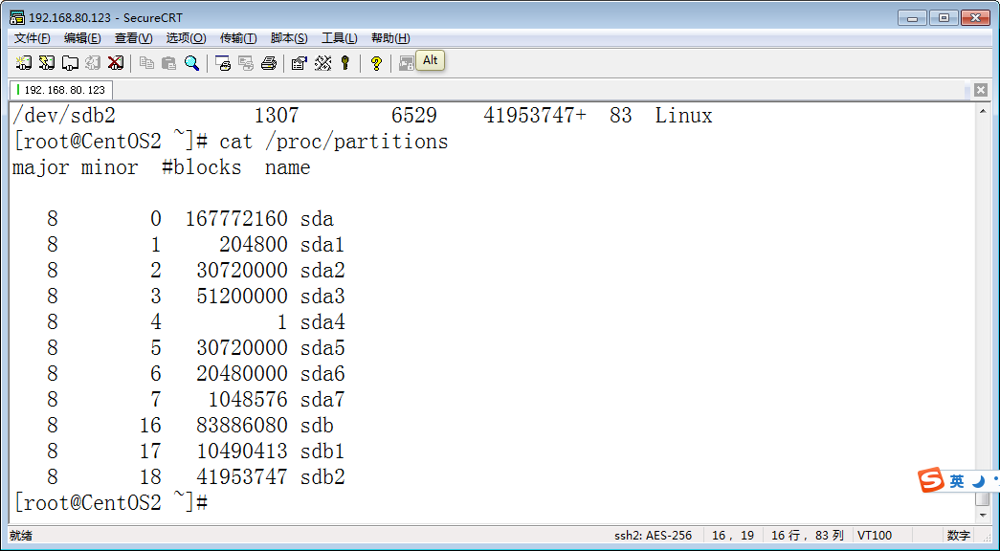 192.168.80.123 - SecureCRT
文件(F) 编辑(E) 查看(V) 选项(O) 传输(T) 脚本(S) 工具(L) 帮助(H)
Alt
192.168.80.123
/dev/sdb2            1307        6529    41953747+  83  Linux
[root@CentOS2 ~]# cat /proc/partitions
major minor  #blocks  name
   8        0  167772160 sda
   8        1     204800 sda1
   8        2   30720000 sda2
   8        3   51200000 sda3
   8        4          1 sda4
   8        5   30720000 sda5
   8        6   20480000 sda6
   8        7    1048576 sda7
   8       16   83886080 sdb
   8       17   10490413 sdb1
   8       18   41953747 sdb2
[root@CentOS2 ~]#
英
就绪 ssh2: AES-256 16, 19 16 行, 83 列 VT100 数字